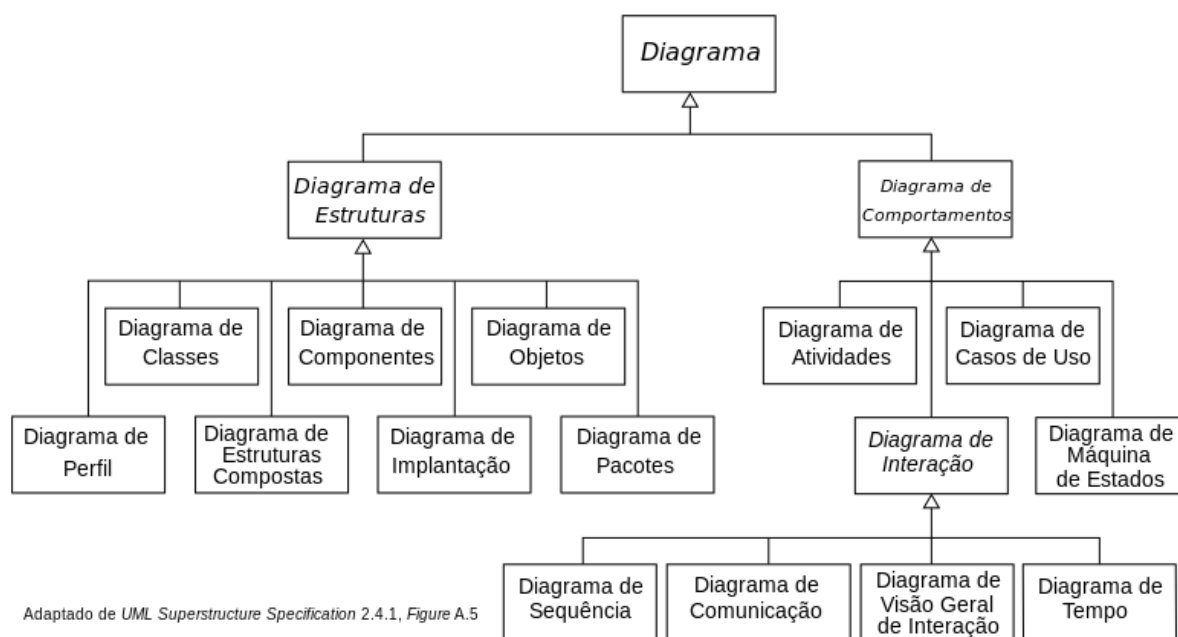 Diagrama
Diagrama de
Estruturas
Diagrama de
Comportamentos
Diagrama de
Classes
Diagrama de
Componentes
Diagrama de
Objetos
Diagrama de
Atividades
Diagrama de
Casos de Uso
Diagrama de
Perfil
Diagrama de
Estruturas
Compostas
Diagrama de
Implantação
Diagrama de
Pacotes
Diagrama de
Interação
Diagrama de
Máquina
de Estados
Diagrama de
Sequência
Diagrama de
Comunicação
Diagrama de
Visão Geral
de Interação
Diagrama de
Tempo
Adaptado de UML Superstructure Specification 2.4.1, Figure A.5